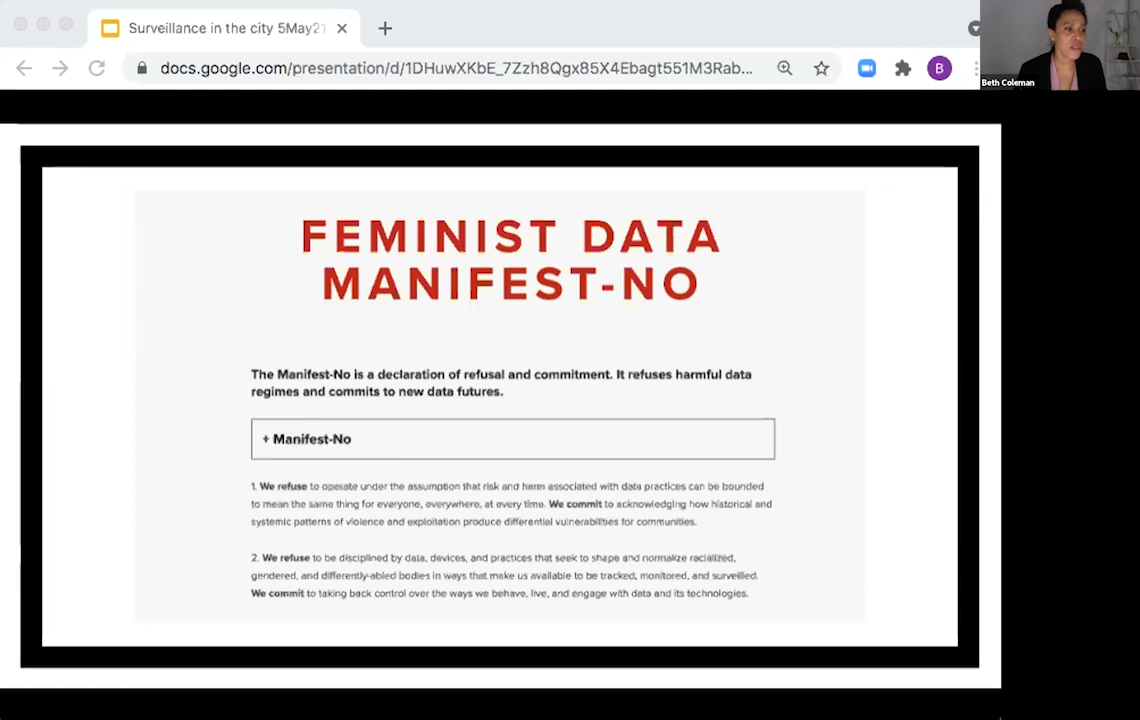 Surveillance in the city 5May21
docs.google.com/presentation/d/1DHuwXKbE_7Zzh8Qgx85X4Ebagt551M3Rab...
B
Beth Coleman
FEMINIST DATA
MANIFEST-NO
The Manifest-No is a declaration of refusal and commitment. It refuses harmful data
regimes and commits to new data futures.
+ Manifest-No
1. We refuse to operate under the assumption that risk and harm associated with data practices can be bounded
to mean the same thing for everyone, everywhere, at every time. We commit to acknowledging how historical and
systemic patterns of violence and exploitation produce differential vulnerabilities for communities.
2. We refuse to be disciplined by data, devices, and practices that seek to shape and normalize racialized,
gendered, and differently-abled bodies in ways that make us available to be tracked, monitored, and surveilled.
We commit to taking back control over the ways we behave, live, and engage with data and its technologies.